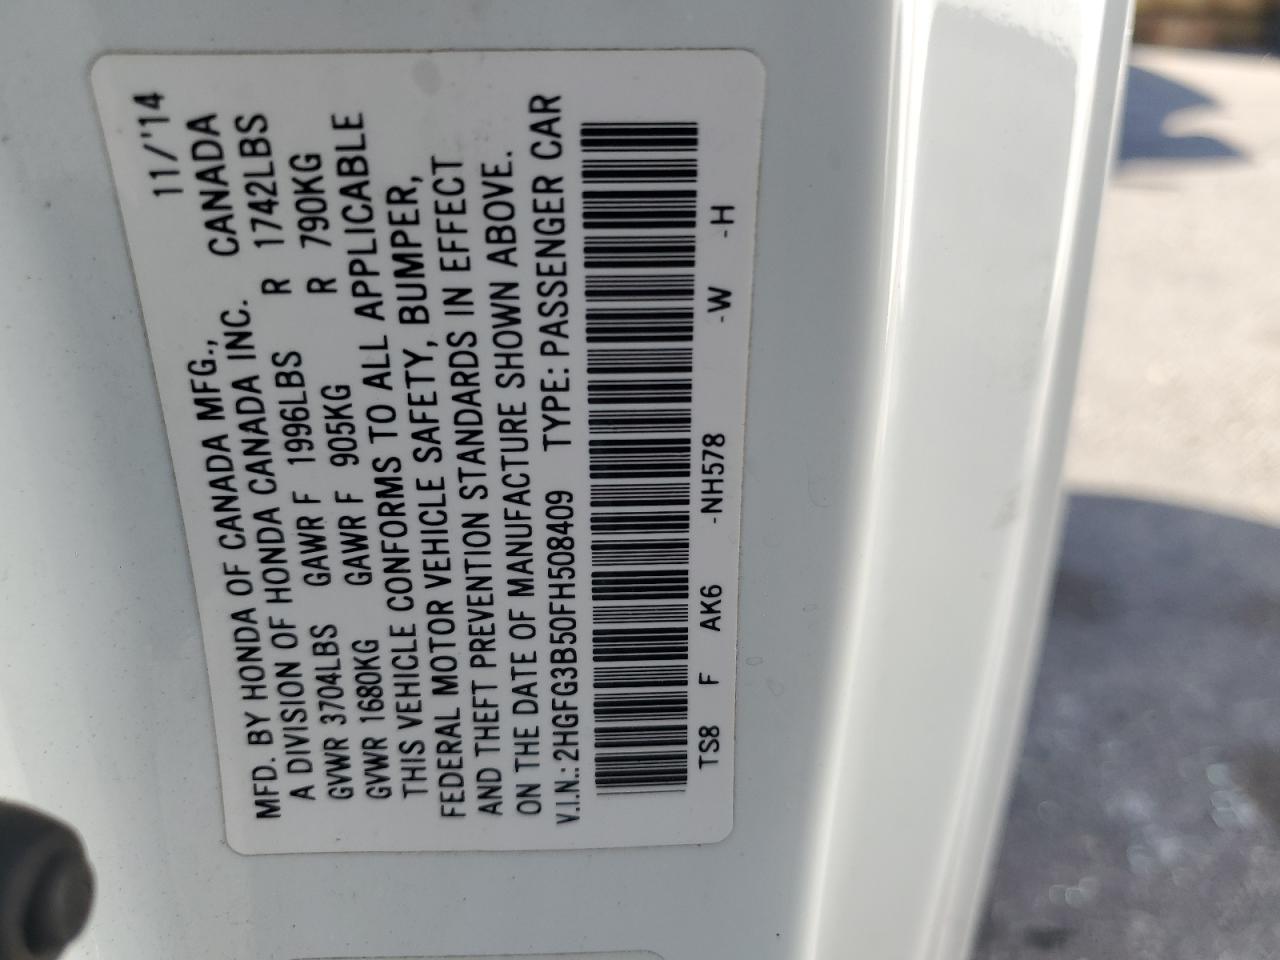 MFD. BY HONDA OF CANADA MFG., 11/'14
A DIVISION OF HONDA CANADA INC. CANADA
GVWR 3704LBS GAWR F 1996LBS R 1742LBS
GVWR 1680KG GAWR F 905KG R 790KG
THIS VEHICLE CONFORMS TO ALL APPLICABLE
FEDERAL MOTOR VEHICLE SAFETY, BUMPER,
AND THEFT PREVENTION STANDARDS IN EFFECT
ON THE DATE OF MANUFACTURE SHOWN ABOVE.
V.I.N.: 2HGFG3B50FH508409 TYPE: PASSENGER CAR
TS8 F AK6 -NH578 -W -H